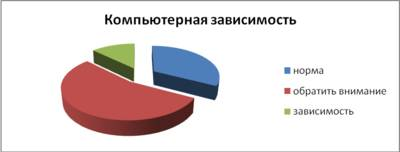 Компьютерная зависимость
норма
обратить внимание
зависимость